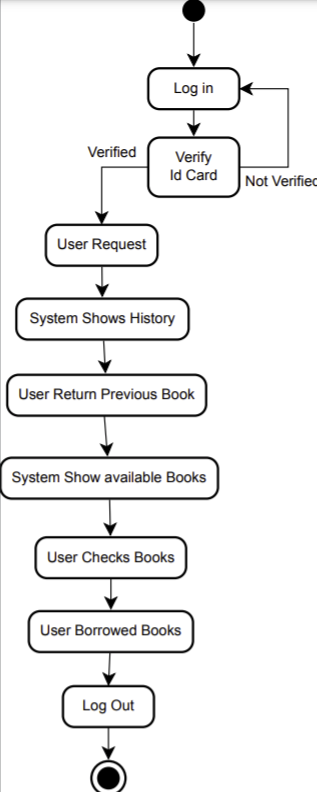 Log in
Verified
Verify
Id Card
Not Verified
User Request
System Shows History
User Return Previous Book
System Show available Books
User Checks Books
User Borrowed Books
Log Out